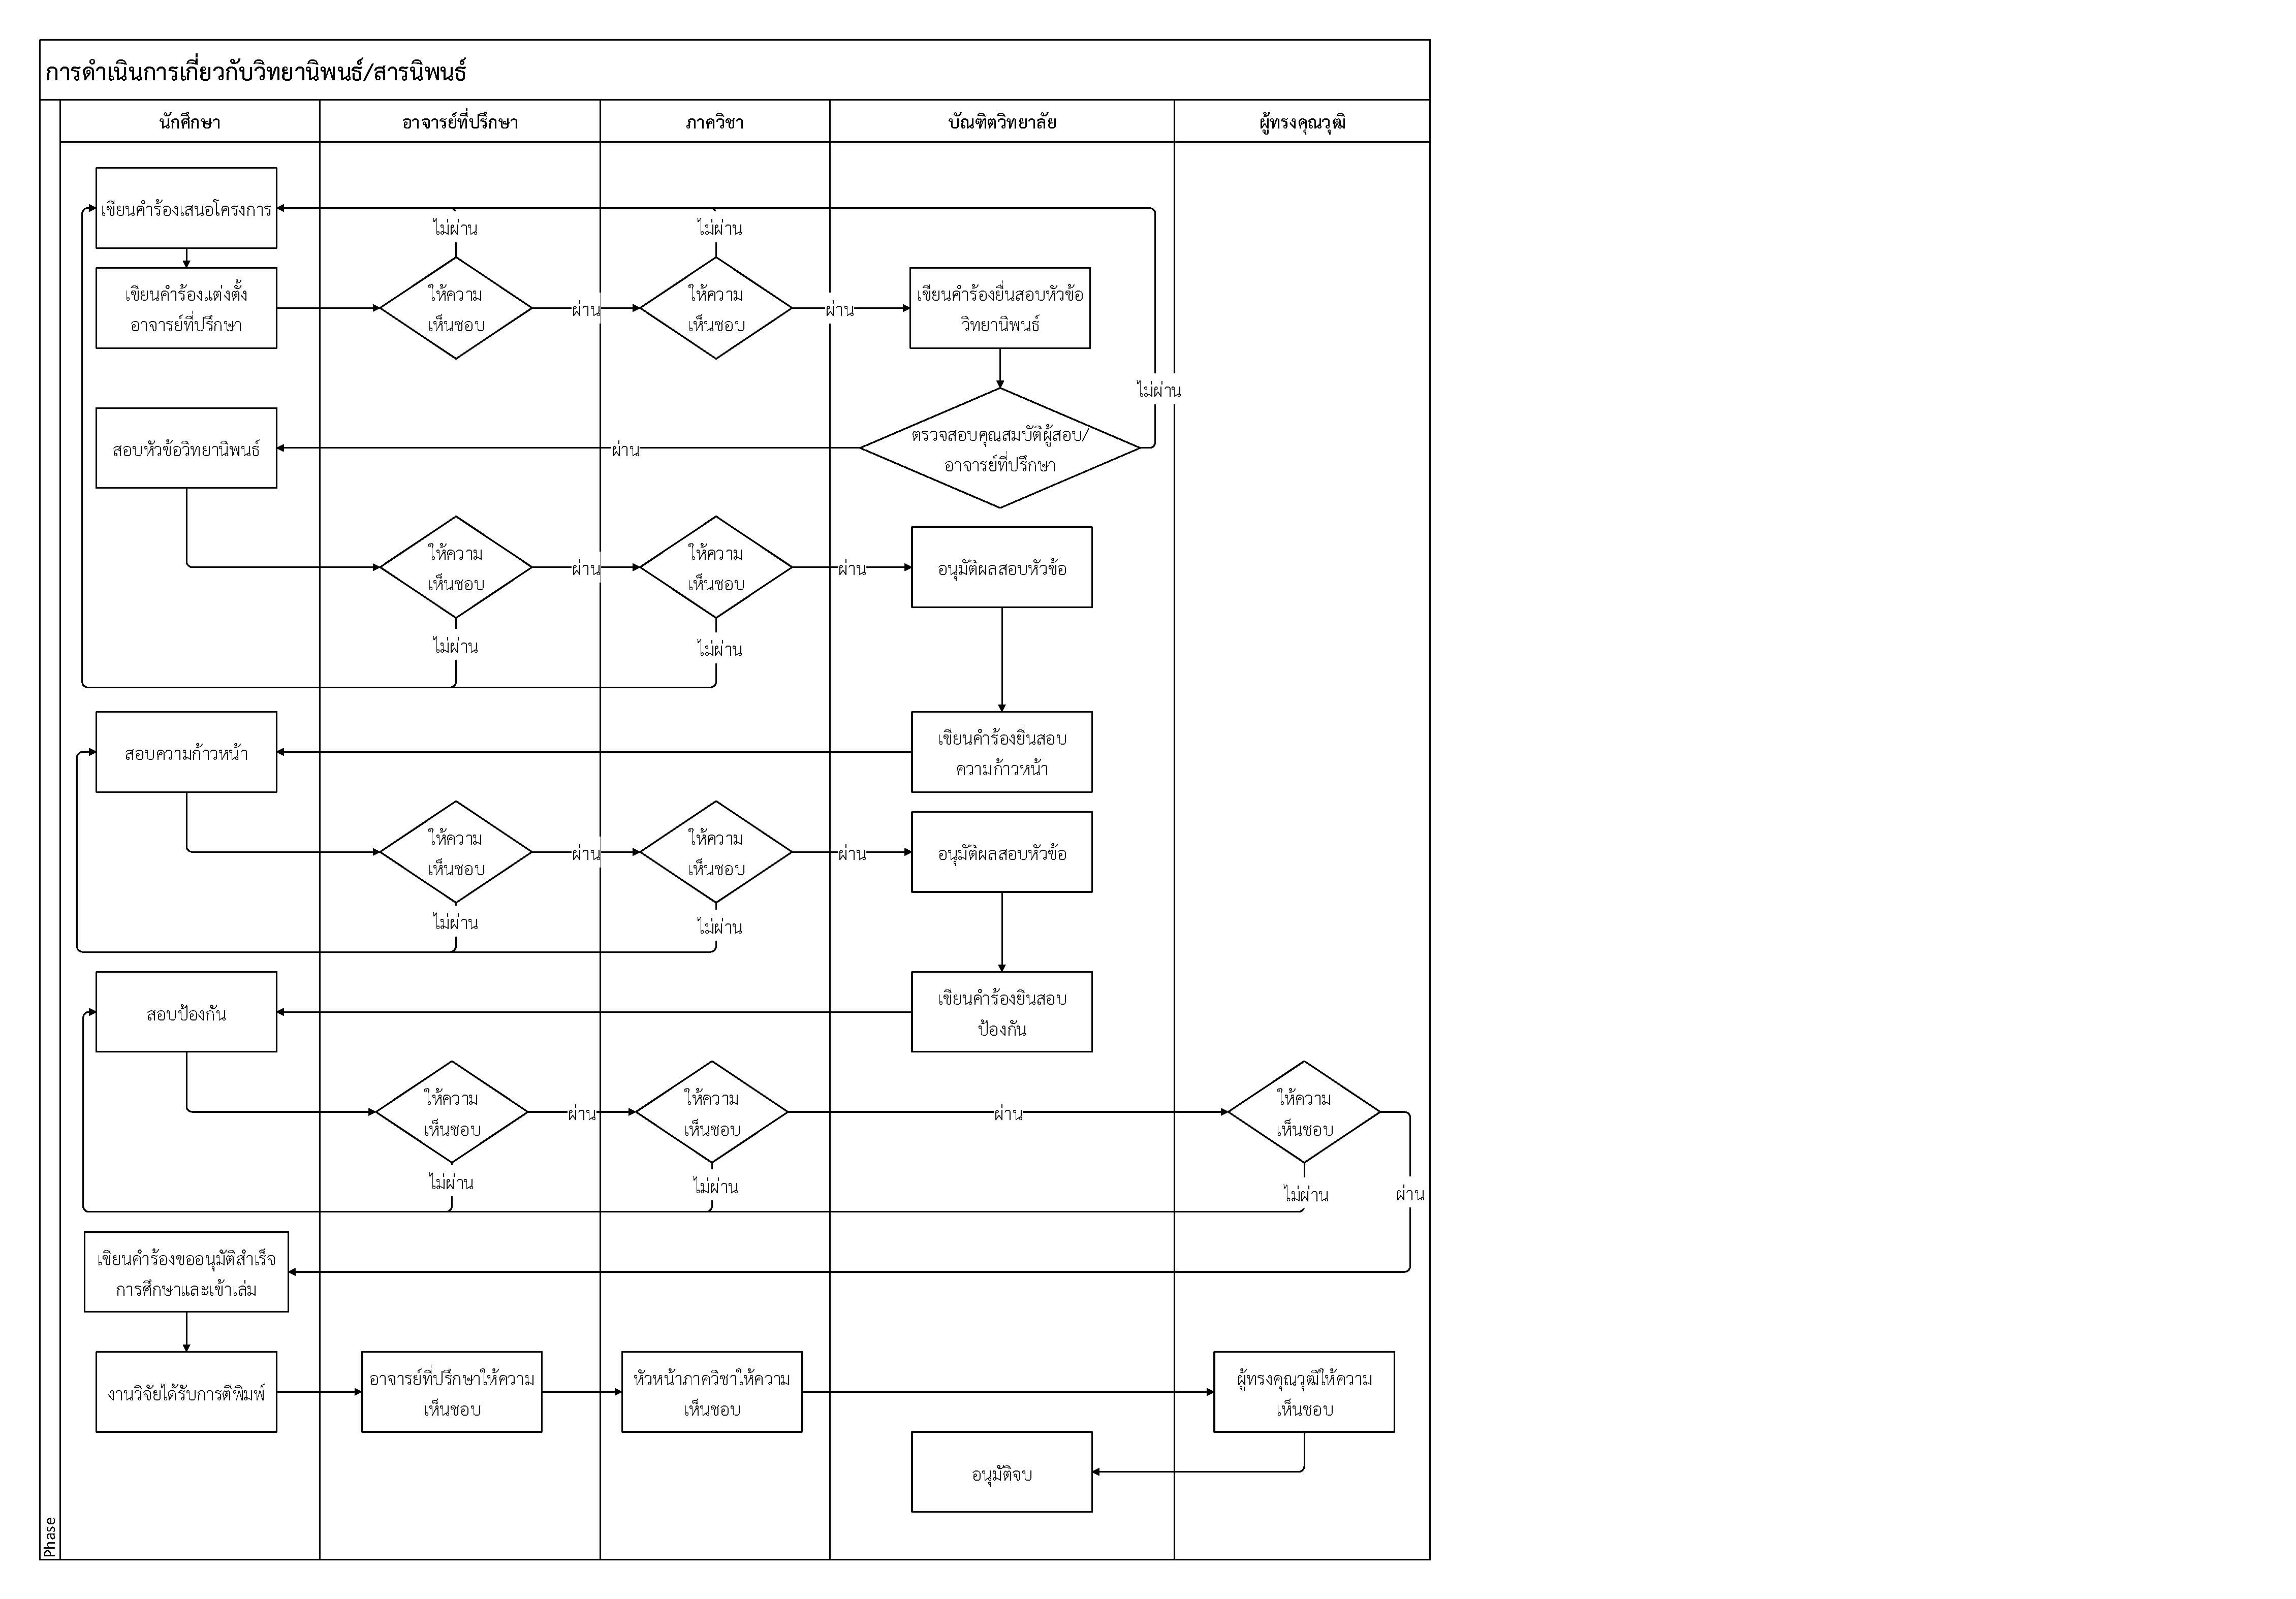 การดำเนินการเกี่ยวกับวิทยานิพนธ์/สารนิพนธ์
นักศึกษา
อาจารย์ที่ปรึกษา
ภาควิชา
บัณฑิตวิทยาลัย
ผู้ทรงคุณวุฒิ
เขียนคำร้องเสนอโครงการ
ไม่ผ่าน
ไม่ผ่าน
เขียนคำร้องแต่งตั้ง
อาจารย์ที่ปรึกษา
ให้ความ
เห็นชอบ
ผ่าน
ให้ความ
เห็นชอบ
ผ่าน
เขียนคำร้องยื่นสอบหัวข้อ
วิทยานิพนธ์
ไม่ผ่าน
สอบหัวข้อวิทยานิพนธ์
ผ่าน
ตรวจสอบคุณสมบัติผู้สอบ/
อาจารย์ที่ปรึกษา
ให้ความ
เห็นชอบ
ผ่าน
ให้ความ
เห็นชอบ
ผ่าน
อนุมัติผลสอบหัวข้อ
ไม่ผ่าน
ไม่ผ่าน
สอบความก้าวหน้า
เขียนคำร้องยื่นสอบ
ความก้าวหน้า
ให้ความ
เห็นชอบ
ผ่าน
ให้ความ
เห็นชอบ
ผ่าน
อนุมัติผลสอบหัวข้อ
ไม่ผ่าน
ไม่ผ่าน
สอบป้องกัน
เขียนคำร้องยืนสอบ
ป้องกัน
ให้ความ
เห็นชอบ
ผ่าน
ให้ความ
เห็นชอบ
ผ่าน
ให้ความ
เห็นชอบ
ไม่ผ่าน
ไม่ผ่าน
ไม่ผ่าน
ผ่าน
เขียนคำร้องขออนุมัติสำเร็จ
การศึกษาและเข้าเล่ม
งานวิจัยได้รับการตีพิมพ์
อาจารย์ที่ปรึกษาให้ความ
เห็นชอบ
หัวหน้าภาควิชาให้ความ
เห็นชอบ
ผู้ทรงคุณวุฒิให้ความ
เห็นชอบ
อนุมัติจบ
Phase